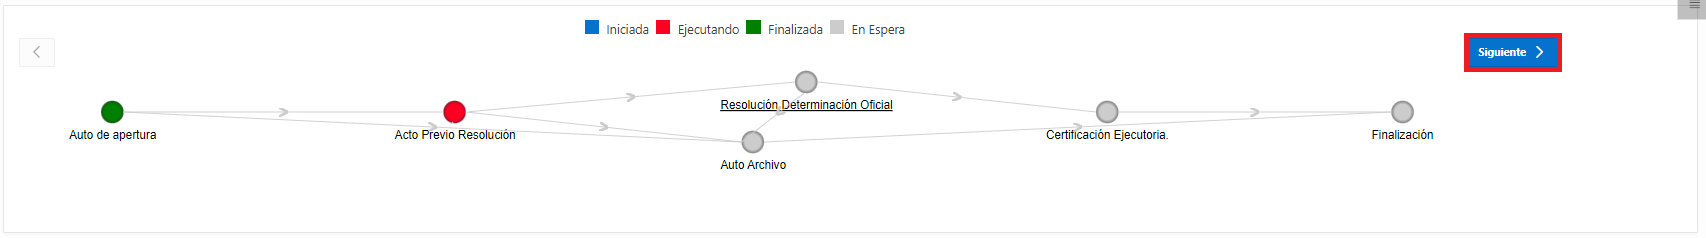 Iniciada Ejecutando Finalizada En Espera
Siguiente
Resolución Determinación Oficial
Auto de apertura
Acto Previo Resolución
Certificación Ejecutoria.
Finalización
Auto Archivo